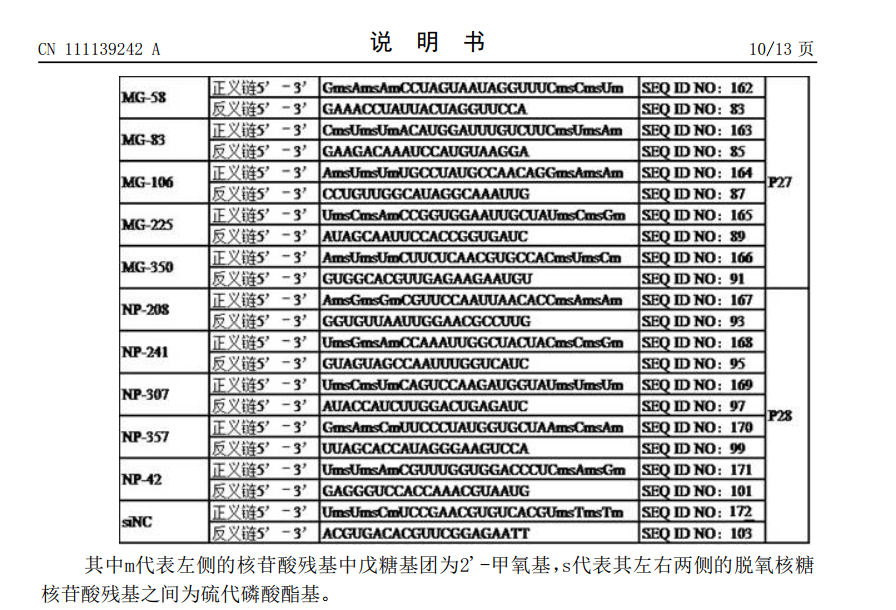 CN 111139242 A
说 明 书
10/13 页
MG-58 正义链5' -3' GmsAmsAmCCUAGUAAUAGGUUUCmsCmsUm SEQ ID NO: 162 P27
反义链5' -3' GAAACCUAUUACUAGGUUCCA SEQ ID NO: 83
MG-83 正义链5' -3' CmsUmsUmACAUGGAUUUGUCUUCmsUmsAm SEQ ID NO: 163
反义链5' -3' GAAGACAAAUCCAUGUAAGGA SEQ ID NO: 85
MG-106 正义链5' -3' AmsUmsUmUGCCUAUGCCAACAGGmsAmsAm SEQ ID NO: 164
反义链5' -3' CCUGUUGGCAUAGGCAAAUUG SEQ ID NO: 87
MG-225 正义链5' -3' UmsCmsAmCCGGUGGAAUUGCUAUmsCmsGm SEQ ID NO: 165
反义链5' -3' AUAGCAAUUCCACCGGUGAUC SEQ ID NO: 89
MG-350 正义链5' -3' AmsUmsUmCUUCUCAACGUGCCACmsUmsCm SEQ ID NO: 166
反义链5' -3' GUGGCACGUUGAGAAGAAUGU SEQ ID NO: 91
NP-208 正义链5' -3' AmsGmsGmCGUUCCAAUUAACACCmsAmsAm SEQ ID NO: 167 P28
反义链5' -3' GGUGUUAAUUGGAACGCCUUG SEQ ID NO: 93
NP-241 正义链5' -3' UmsGmsAmCCAAAUUGGCUACUACmsCmsGm SEQ ID NO: 168
反义链5' -3' GUAGUAGCCAAUUUGGUCAUC SEQ ID NO: 95
NP-307 正义链5' -3' UmsCmsUmCAGUCCAAGAUGGUAUmsUmsUm SEQ ID NO: 169
反义链5' -3' AUACCAUCUUGGACUGAGAUC SEQ ID NO: 97
NP-357 正义链5' -3' GmsAmsCmUUCCCUAUGGUGCUAAmsCmsAm SEQ ID NO: 170
反义链5' -3' UUAGCACCAUAGGGAAGUCCA SEQ ID NO: 99
NP-42 正义链5' -3' UmsUmsAmCGUUUGGUGGACCCUCmsAmsGm SEQ ID NO: 171
反义链5' -3' GAGGGUCCACCAAACGUAAUG SEQ ID NO: 101
siNC 正义链5' -3' UmsUmsCmUCCGAACGUGUCACGUmsTmsTm SEQ ID NO: 172
反义链5' -3' ACGUGACACGUUCGGAGAATT SEQ ID NO: 103
其中m代表左侧的核苷酸残基中戊糖基团为2'-甲氧基,s代表其左右两侧的脱氧核糖
核苷酸残基之间为硫代磷酸酯基。